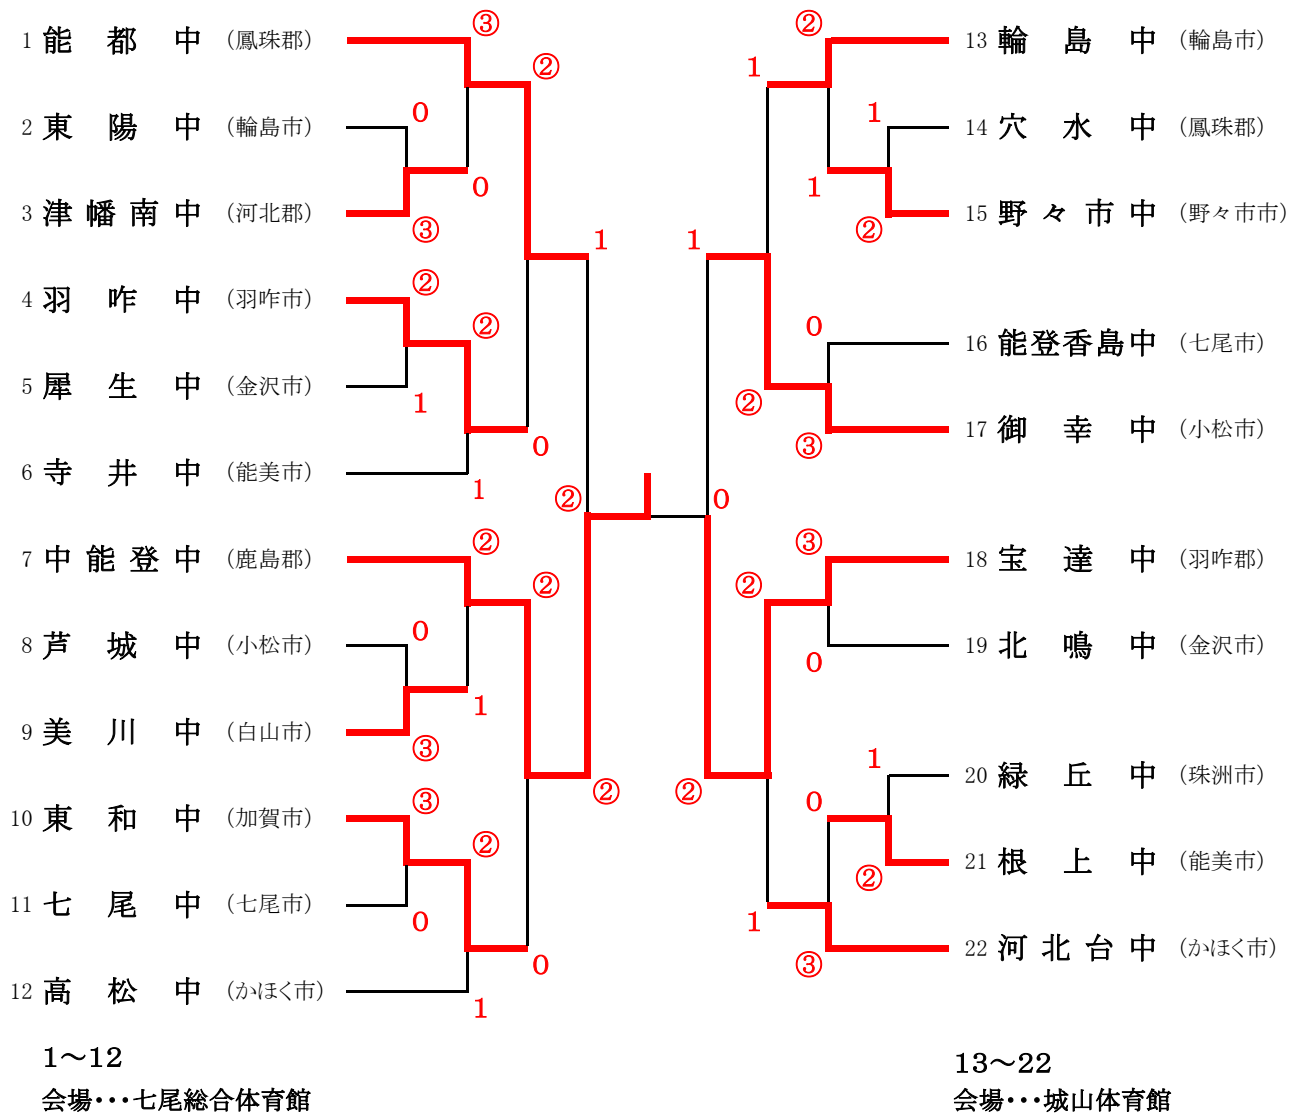 1 能都中 (鳳珠郡)
2 東陽中 (輪島市)
3 津幡南中 (河北郡)
4 羽咋中 (羽咋市)
5 犀生中 (金沢市)
6 寺井中 (能美市)
7 中能登中 (鹿島郡)
8 芦城中 (小松市)
9 美川中 (白山市)
10 東和中 (加賀市)
11 七尾中 (七尾市)
12 高松中 (かほく市)
③
②
0
0
③
1
②
②
1
0
1
②
②
②
0
1
③
②
③
②
0
0
1
②
1
1
1
②
1
0
②
③
0
③
②
0
②
1
0
②
1
③
13 輪島中 (輪島市)
14 穴水中 (鳳珠郡)
15 野々市中 (野々市市)
16 能登香島中 (七尾市)
17 御幸中 (小松市)
18 宝達中 (羽咋郡)
19 北鳴中 (金沢市)
20 緑丘中 (珠洲市)
21 根上中 (能美市)
22 河北台中 (かほく市)
1～12
会場・・・七尾総合体育館
13～22
会場・・・城山体育館